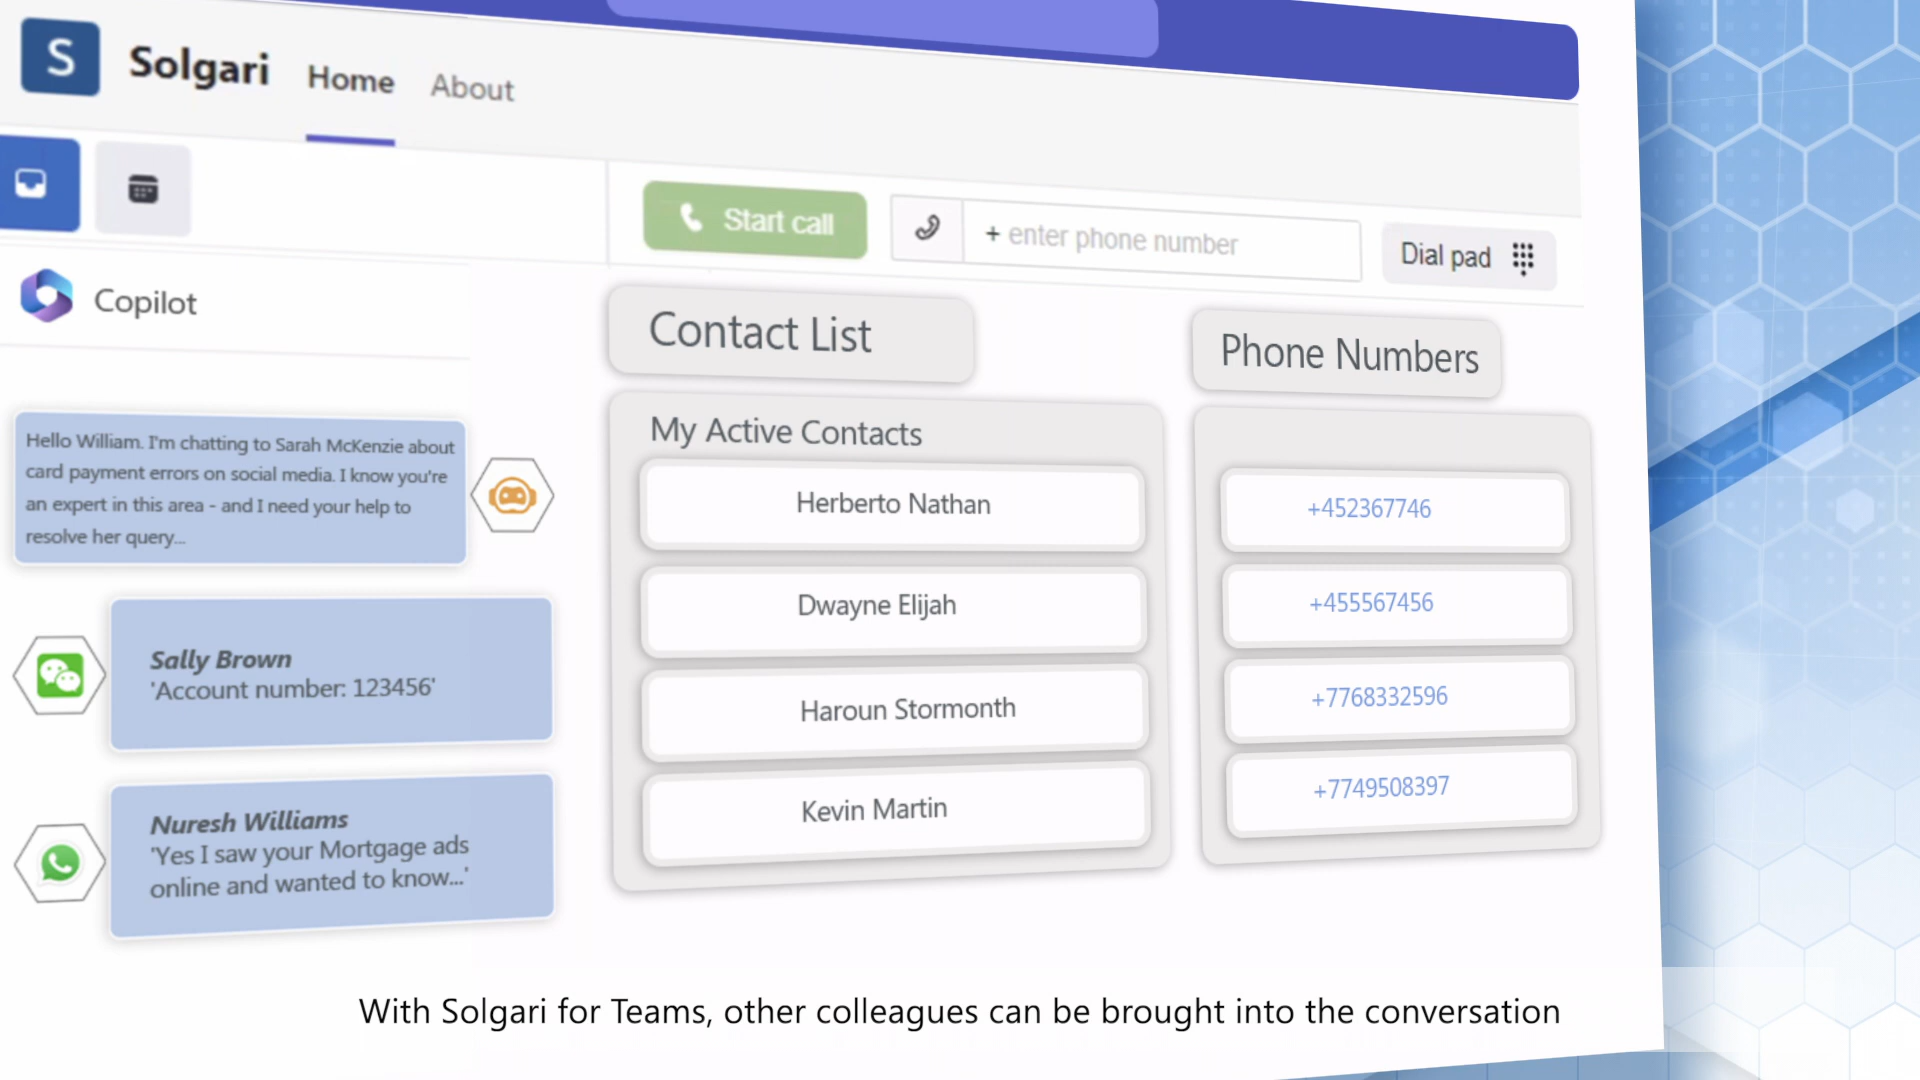 S
Solgari
Home
About
Start call
+ enter phone number
Dial pad
Copilot
Hello William. I'm chatting to Sarah McKenzie about
card payment errors on social media. I know you're
an expert in this area - and I need your help to
resolve her query...
Sally Brown
'Account number: 123456'
Nuresh Williams
'Yes I saw your Mortgage ads
online and wanted to know...'
Contact List
Phone Numbers
My Active Contacts
Herberto Nathan
+452367746
Dwayne Elijah
+455567456
Haroun Stormonth
+7768332596
Kevin Martin
+7749508397
With Solgari for Teams, other colleagues can be brought into the conversation